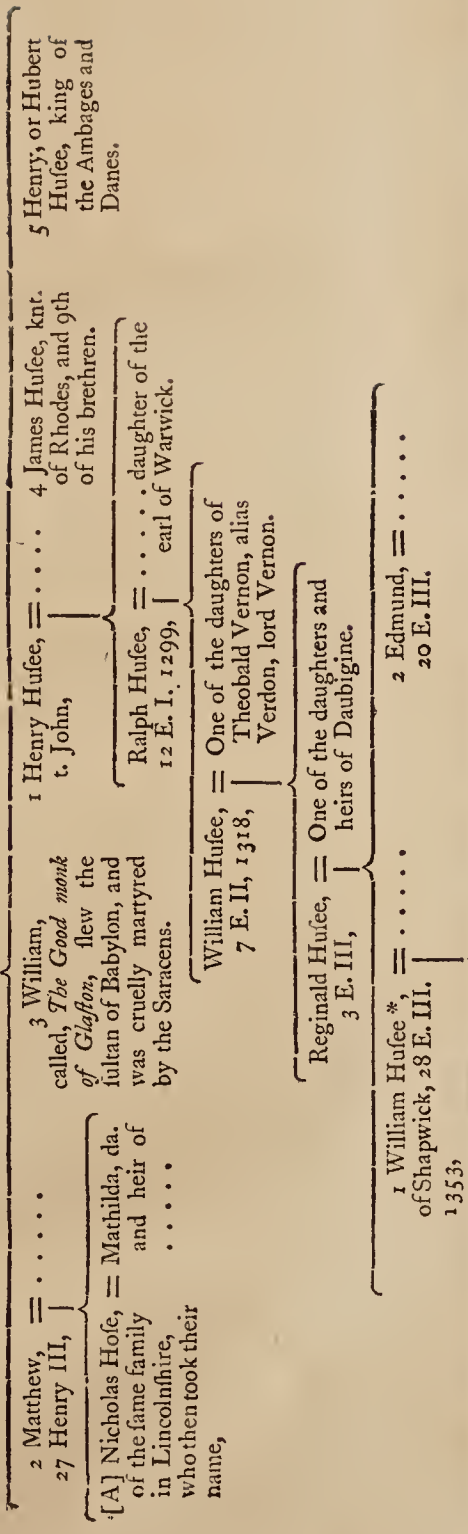 2 Matthew, = . . . . .
27 Henry III,
3 William,
called, The Good monk
of Glaſton, ſlew the
ſultan of Babylon, and
was cruelly martyred
by the Saracens.
1 Henry Huſee, = . . . . .
t. John,
4 James Huſee, knt.
of Rhodes, and 9th
of his brethren.
5 Henry, or Hubert
Huſee, king of
the Ambages and
Danes.
[A] Nicholas Hoſe, = Mathilda, da.
of the ſame family and heir of
in Lincolnſhire, . . . . .
who then took their
name,
Ralph Huſee, = . . . . . daughter of the
12 E. I. 1299, earl of Warwick.
William Huſee, = One of the daughters of
7 E. II, 1318, Theobald Vernon, alias
Verdon, lord Vernon.
Reginald Huſee, = One of the daughters and
3 E. III, heirs of Daubigine.
1 William Huſee*, = . . . . .
of Shapwick, 28 E. III.
1353,
2 Edmund, = . . . . .
20 E. III.